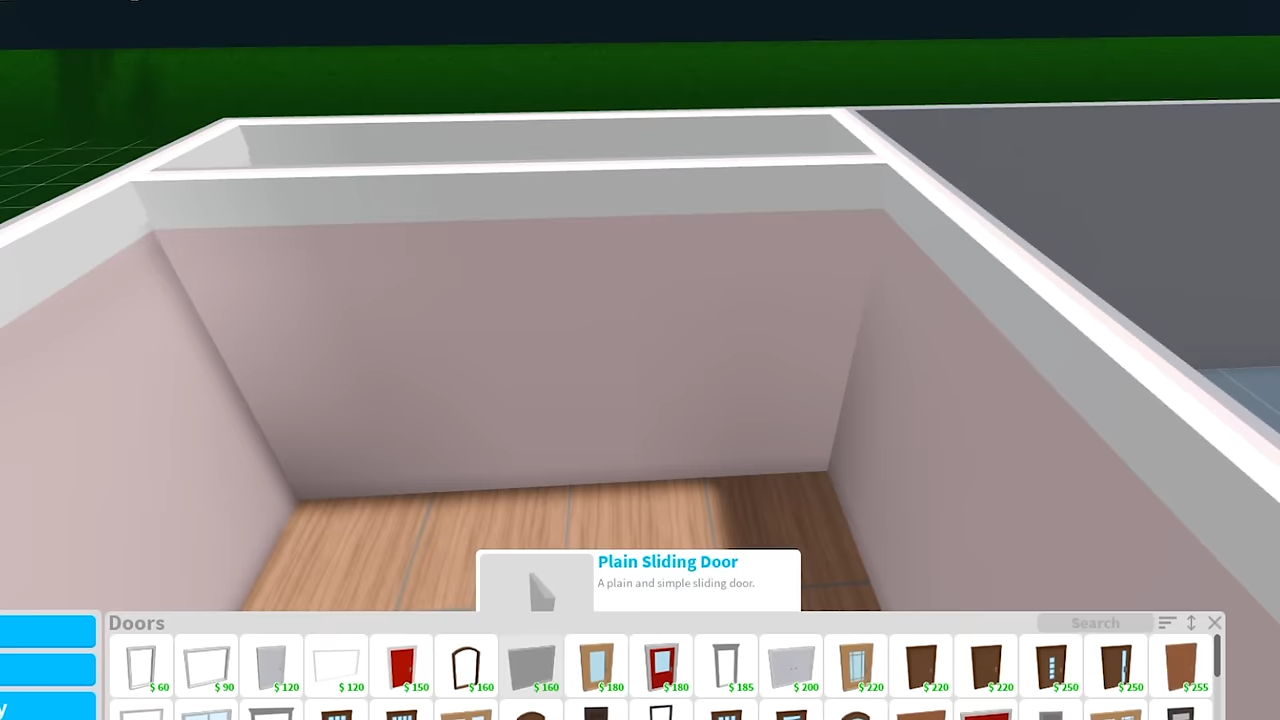 Plain Sliding Door
A plain and simple sliding door.
Doors
Search
$ 60 $ 90 $ 120 $ 120 $ 150 $ 160 $ 160 $ 180 $ 180 $ 185 $ 200 $ 220 $ 220 $ 220 $ 250 $ 250 $ 255
y